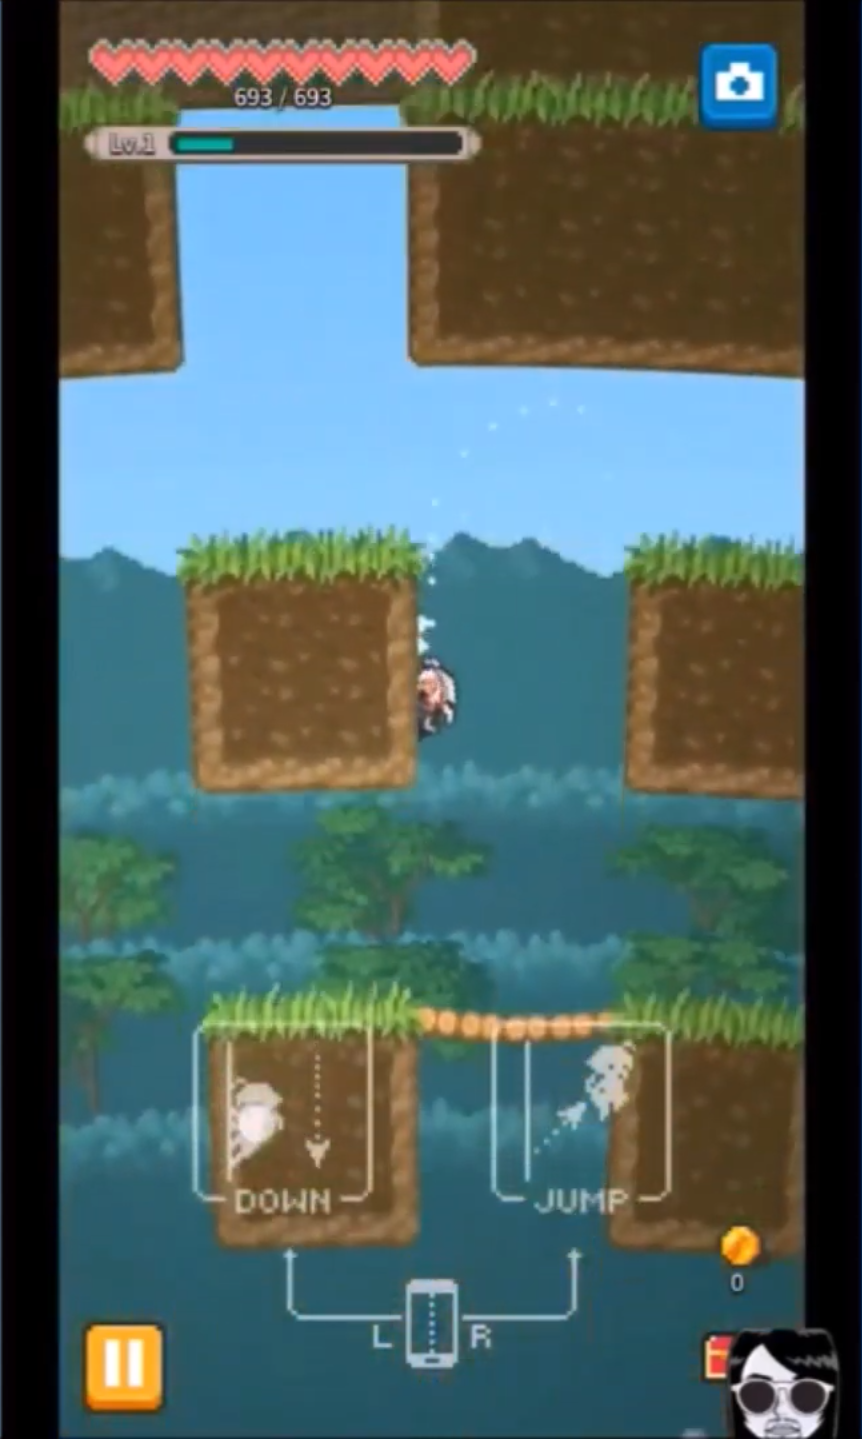 693 / 693
Lv.1
DOWN
JUMP
0
L
R